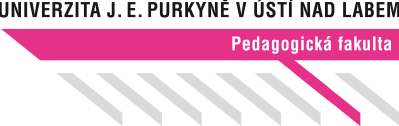 UNIVERZITA J. E. PURKYNĚ V ÚSTÍ NAD LABEM
Pedagogická fakulta